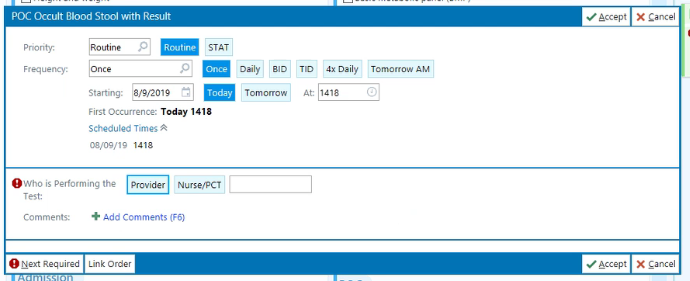 Height and weight
POC Occult Blood Stool with Result
Accept
Cancel
Priority:
Routine
Routine
STAT
Frequency:
Once
Once
Daily
BID
TID
4x Daily
Tomorrow AM
Starting:
8/9/2019
Today
Tomorrow
At:
1418
First Occurrence: Today 1418
Scheduled Times
08/09/19 1418
Who is Performing the
Test:
Provider
Nurse/PCT
Comments:
Add Comments (F6)
Next Required
Link Order
Accept
Cancel
Admission